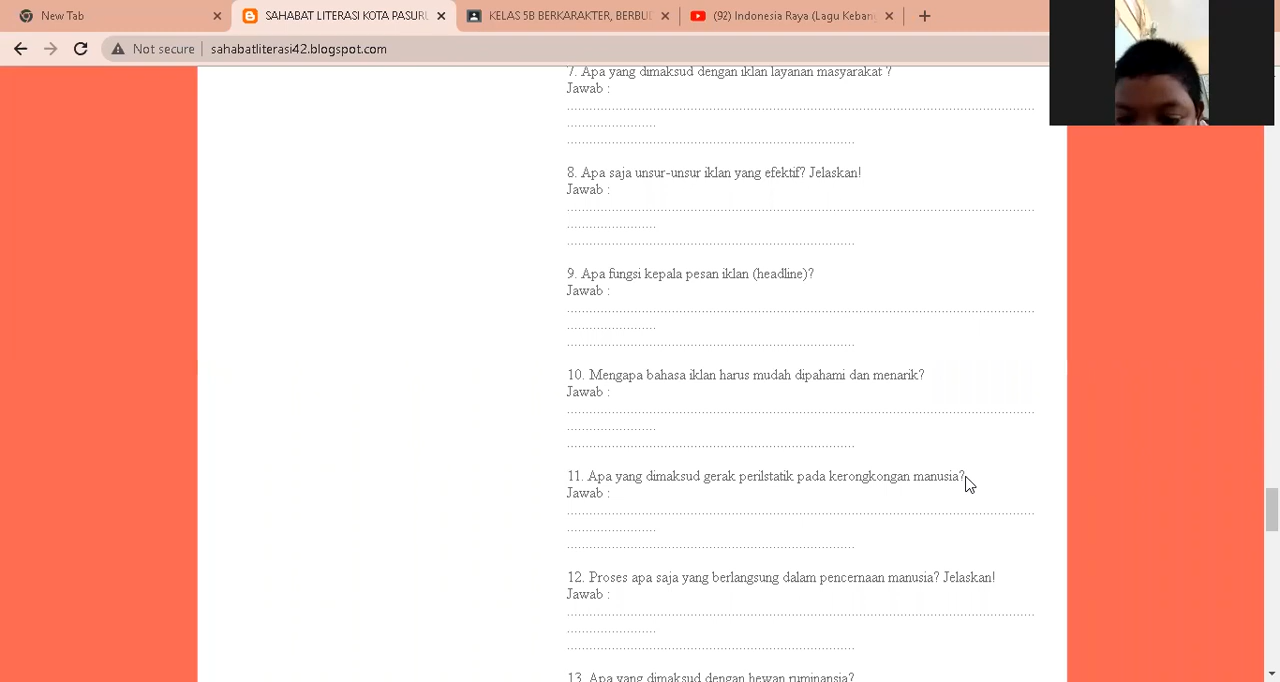 New Tab
SAHABAT LITERASI KOTA PASURU
KELAS 5B BERKARAKTER, BERBUD
(92) Indonesia Raya (Lagu Kebang
Not secure
sahabatliterasi42.blogspot.com
7. Apa yang dimaksud dengan iklan layanan masyarakat ?
Jawab :
8. Apa saja unsur-unsur iklan yang efektif? Jelaskan!
Jawab :
9. Apa fungsi kepala pesan iklan (headline)?
Jawab :
10. Mengapa bahasa iklan harus mudah dipahami dan menarik?
Jawab :
11. Apa yang dimaksud gerak perilstatik pada kerongkongan manusia?
Jawab :
12. Proses apa saja yang berlangsung dalam pencernaan manusia? Jelaskan!
Jawab :
13. Apa yang dimaksud dengan hewan ruminansia?